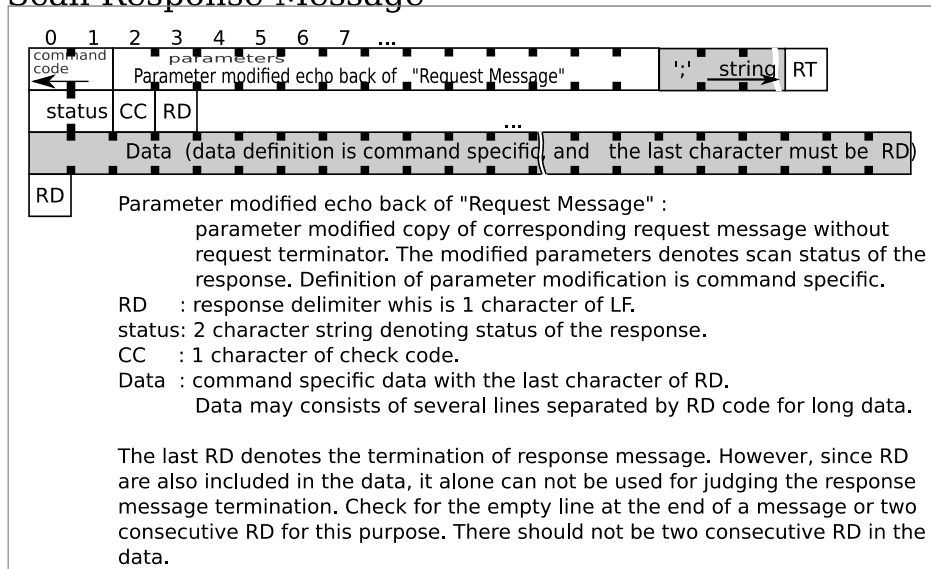 Scan Response Message
0 1 2 3 4 5 6 7 ...
command code
parameters
Parameter modified echo back of "Request Message" ';' string RT
status CC RD
...
Data (data definition is command specific, and the last character must be RD)
RD
Parameter modified echo back of "Request Message" :
parameter modified copy of corresponding request message without
request terminator. The modified parameters denotes scan status of the
response. Definition of parameter modification is command specific.
RD : response delimiter whis is 1 character of LF.
status: 2 character string denoting status of the response.
CC : 1 character of check code.
Data : command specific data with the last character of RD.
Data may consists of several lines separated by RD code for long data.
The last RD denotes the termination of response message. However, since RD
are also included in the data, it alone can not be used for judging the response
message termination. Check for the empty line at the end of a message or two
consecutive RD for this purpose. There should not be two consecutive RD in the
data.